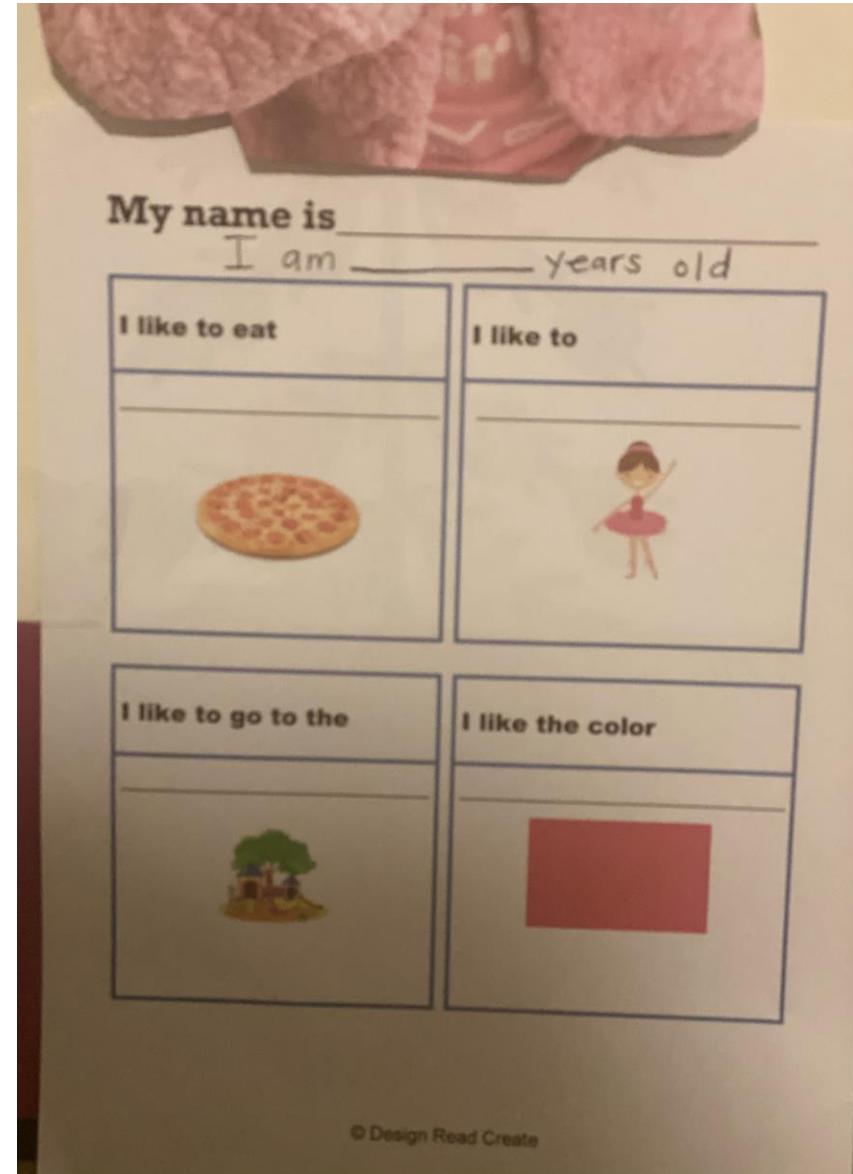 My name is
I am years old
I like to eat
I like to
I like to go to the
I like the color
© Design Read Create